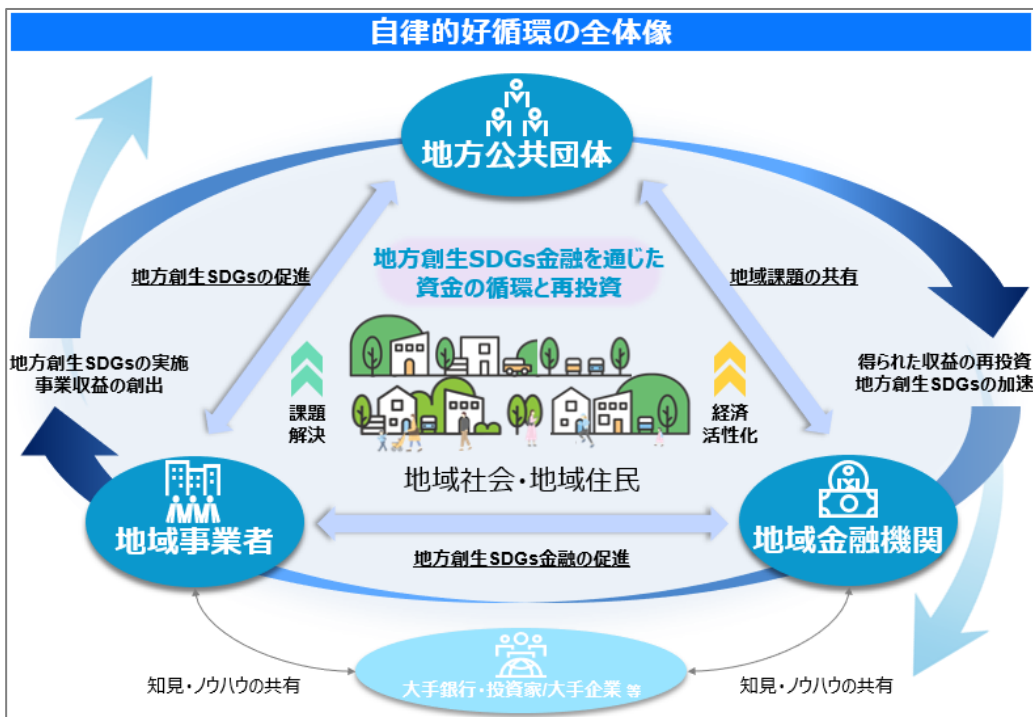 自律的好循環の全体像
地方公共団体
地方創生SDGs金融を通じた
資金の循環と再投資
地方創生SDGsの促進
地域課題の共有
地方創生SDGsの実施
事業収益の創出
得られた収益の再投資
地方創生SDGsの加速
課題
解決
経済
活性化
地域社会・地域住民
地域事業者
地域金融機関
地方創生SDGs金融の促進
大手銀行・投資家/大手企業 等
知見・ノウハウの共有
知見・ノウハウの共有